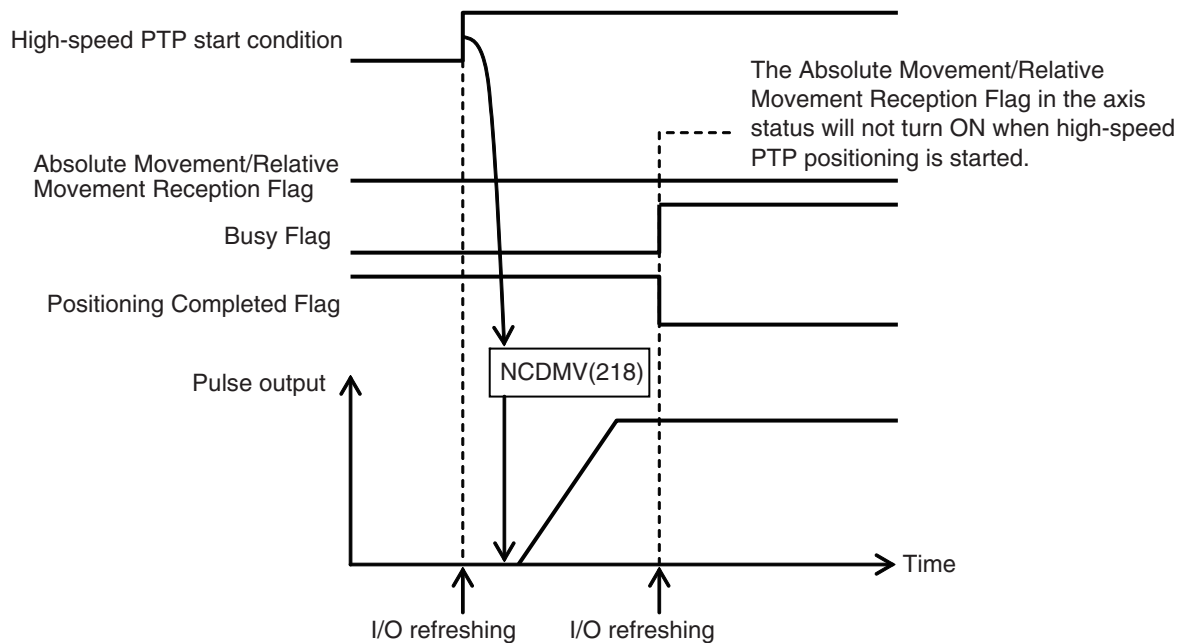 High-speed PTP start condition
The Absolute Movement/Relative
Movement Reception Flag in the axis
status will not turn ON when high-speed
PTP positioning is started.
Absolute Movement/Relative
Movement Reception Flag
Busy Flag
Positioning Completed Flag
NCDMV(218)
Pulse output
Time
I/O refreshing
I/O refreshing